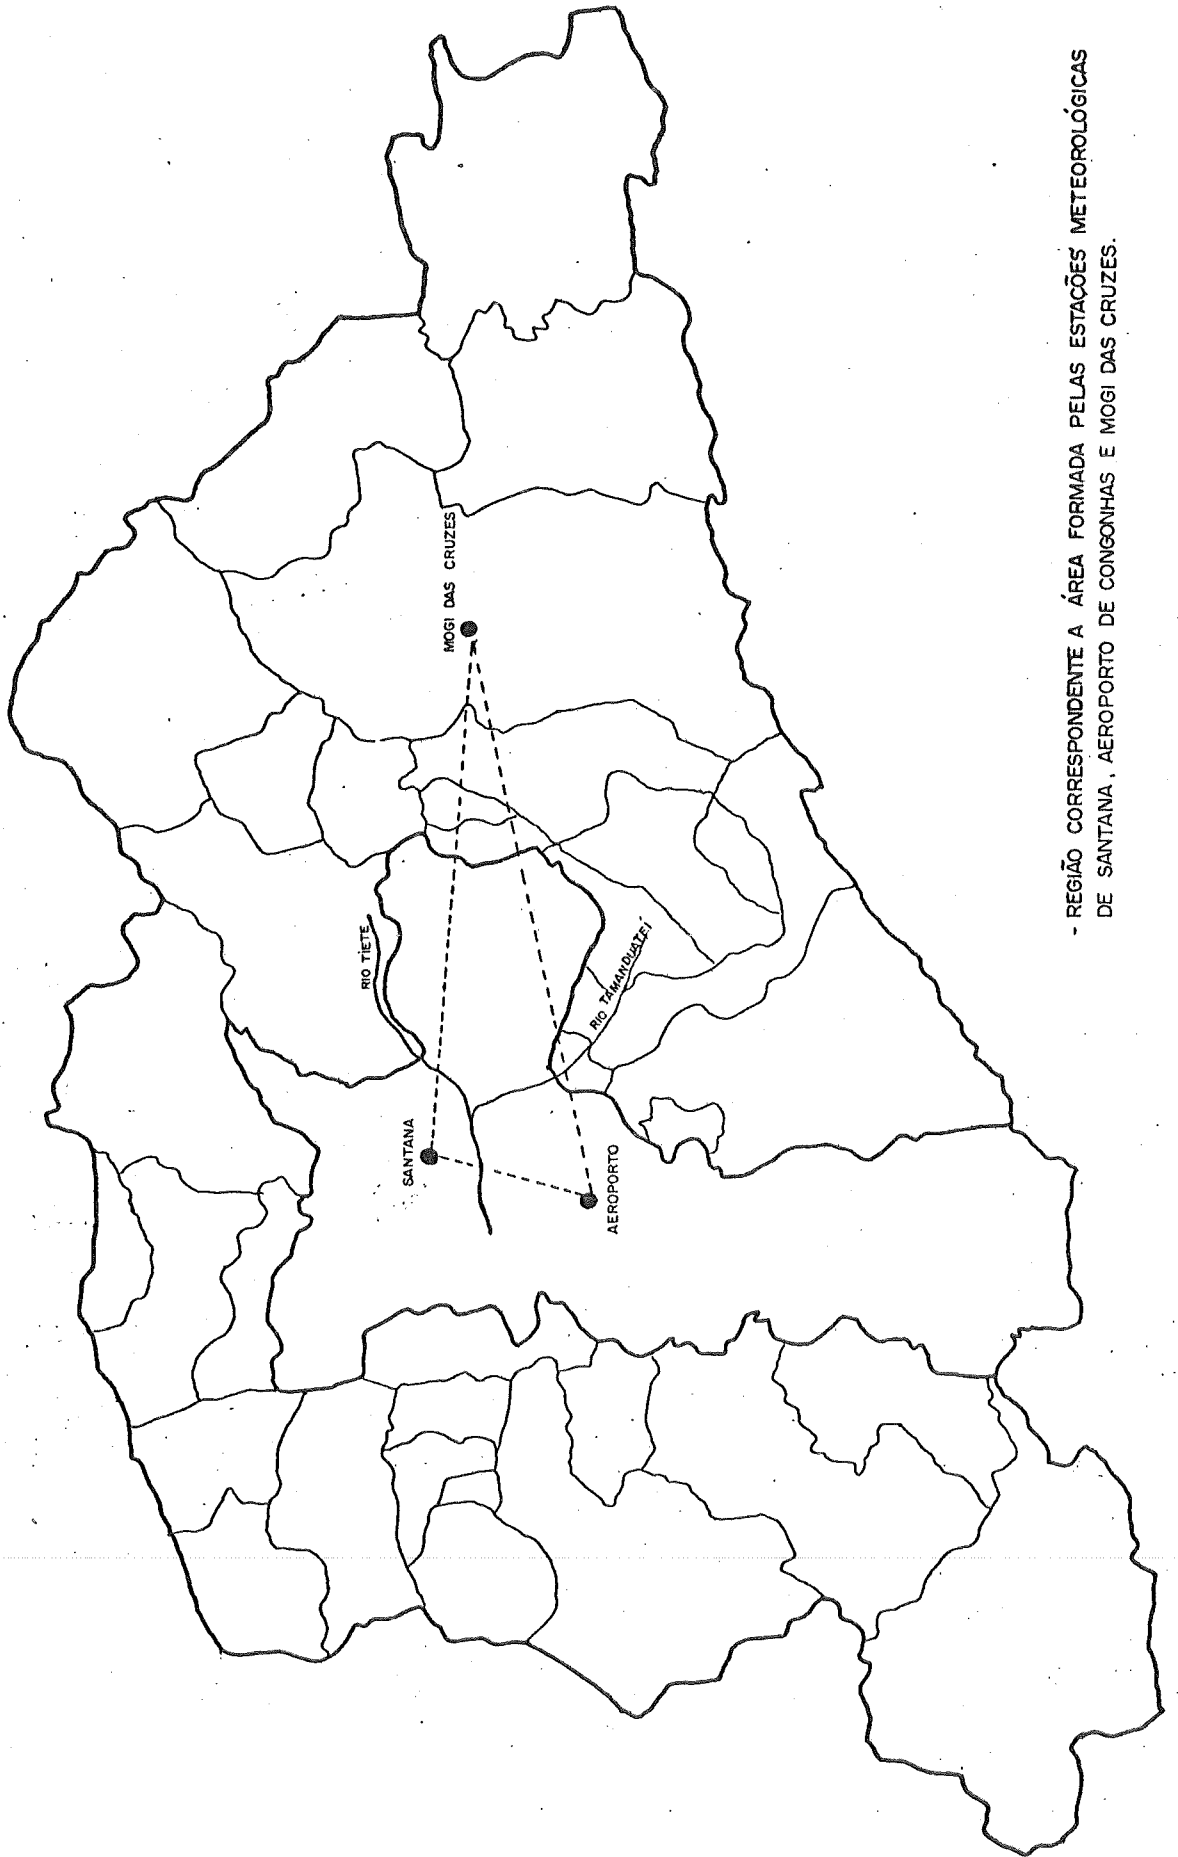 MOGI DAS CRUZES
RIO TIETE
RIO TAMANDUATEÍ
SANTANA
AEROPORTO
- REGIÃO CORRESPONDENTE A ÁREA FORMADA PELAS ESTAÇÕES METEOROLÓGICAS
DE SANTANA, AEROPORTO DE CONGONHAS E MOGI DAS CRUZES.